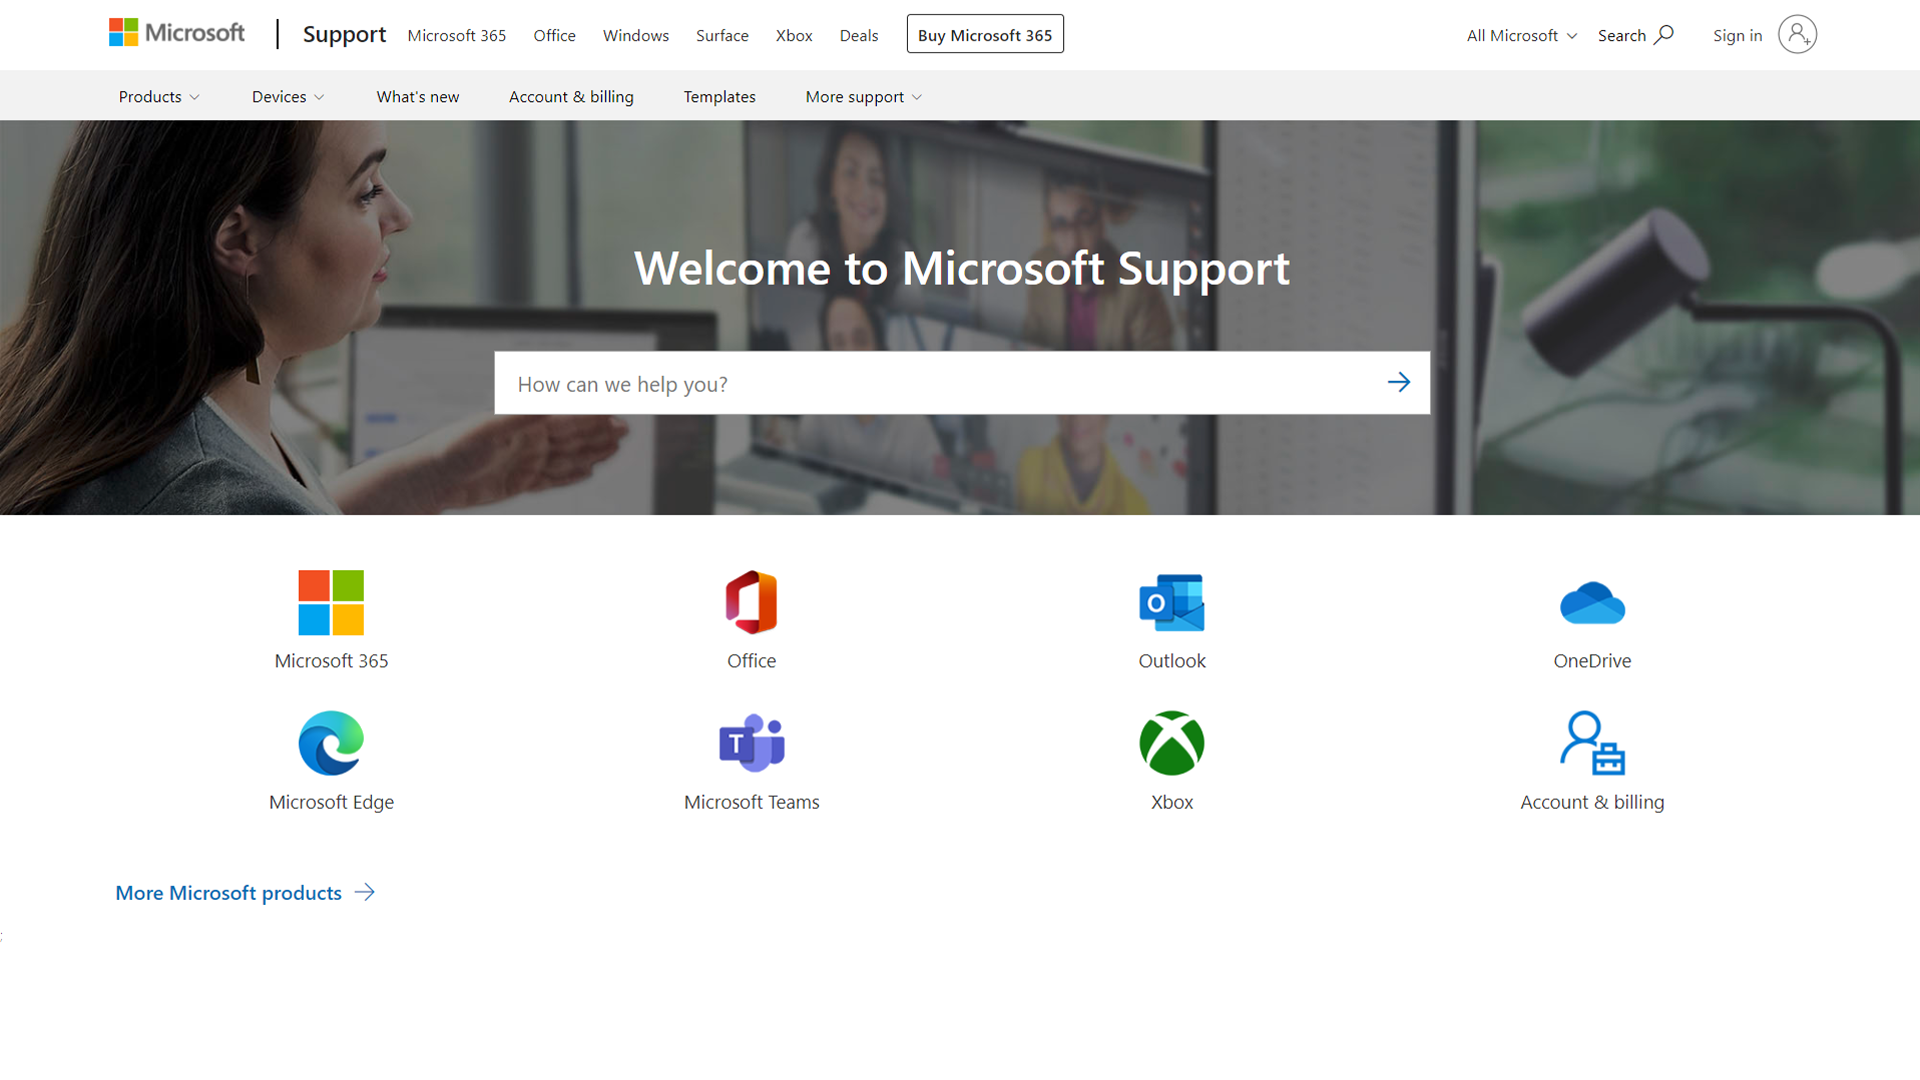 Microsoft Support Microsoft 365 Office Windows Surface Xbox Deals Buy Microsoft 365 All Microsoft Search Sign in
Products Devices What's new Account & billing Templates More support
Welcome to Microsoft Support
How can we help you?
Microsoft 365 Office Outlook OneDrive
Microsoft Edge Microsoft Teams Xbox Account & billing
More Microsoft products
;